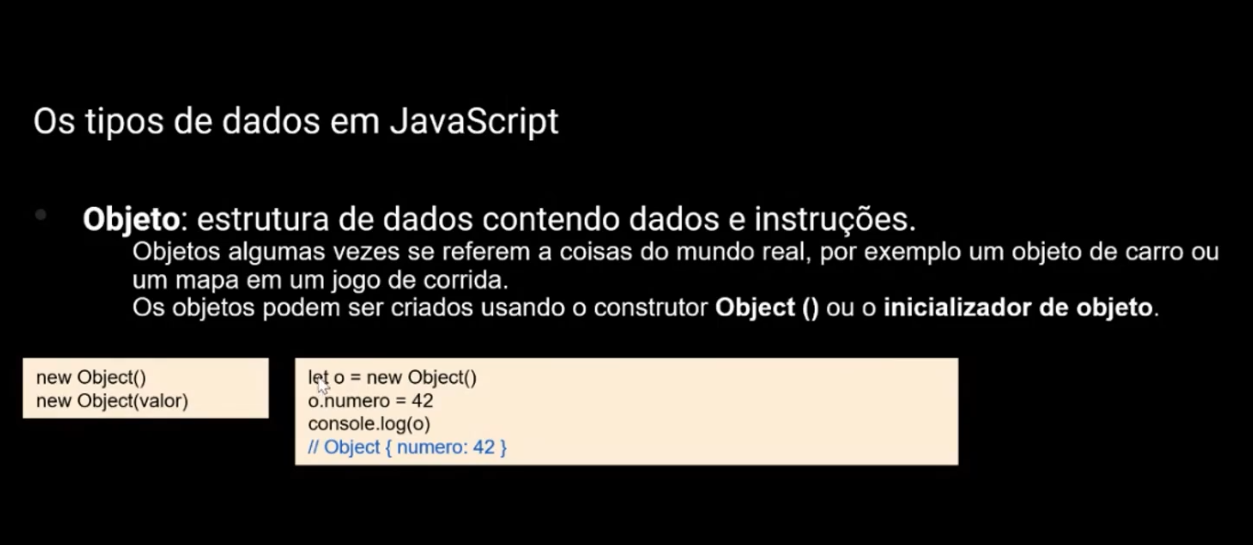 Os tipos de dados em JavaScript
Objeto: estrutura de dados contendo dados e instruções.
Objetos algumas vezes se referem a coisas do mundo real, por exemplo um objeto de carro ou
um mapa em um jogo de corrida.
Os objetos podem ser criados usando o construtor Object () ou o inicializador de objeto.
new Object()
new Object(valor)
let o = new Object()
o.numero = 42
console.log(o)
// Object { numero: 42 }